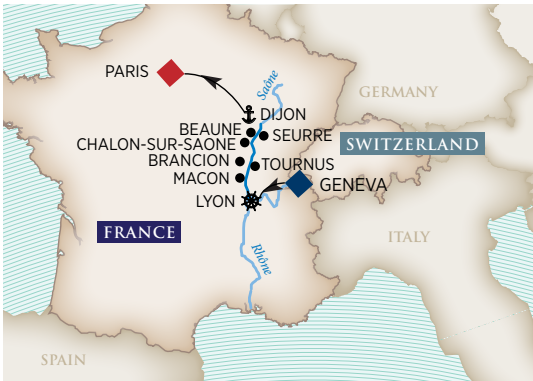 PARIS
Saône
GERMANY
DIJON
BEAUNE
SEURRE
CHALON-SUR-SAONE
SWITZERLAND
BRANCION
TOURNUS
MACON
GENEVA
LYON
FRANCE
ITALY
Rhône
SPAIN